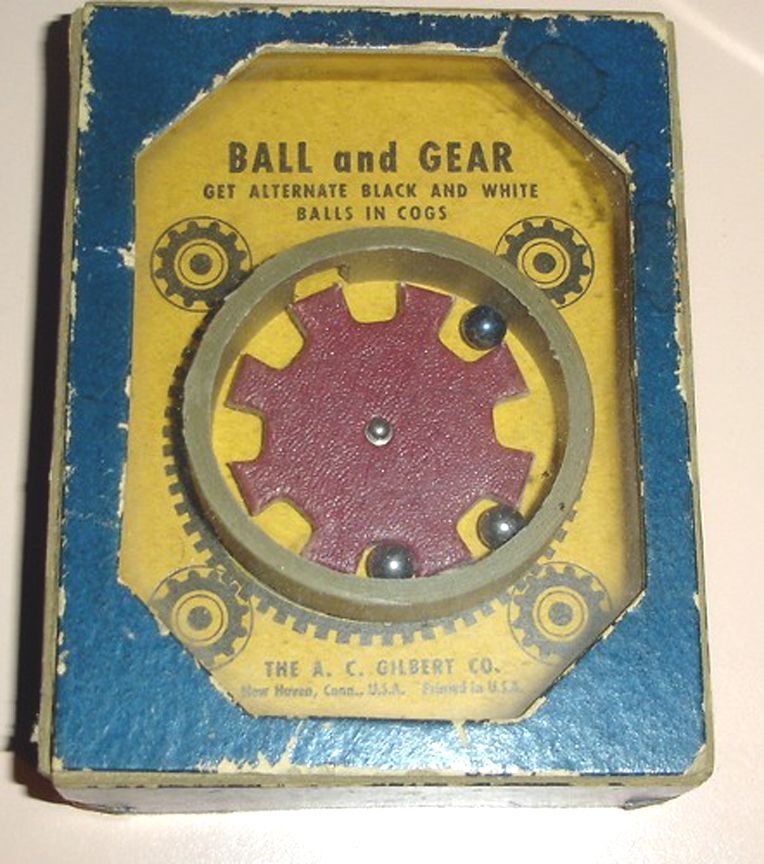 BALL and GEAR
GET ALTERNATE BLACK AND WHITE
BALLS IN COGS
THE A. C. GILBERT CO.
New Haven, Conn., U.S.A. Printed in U.S.A.